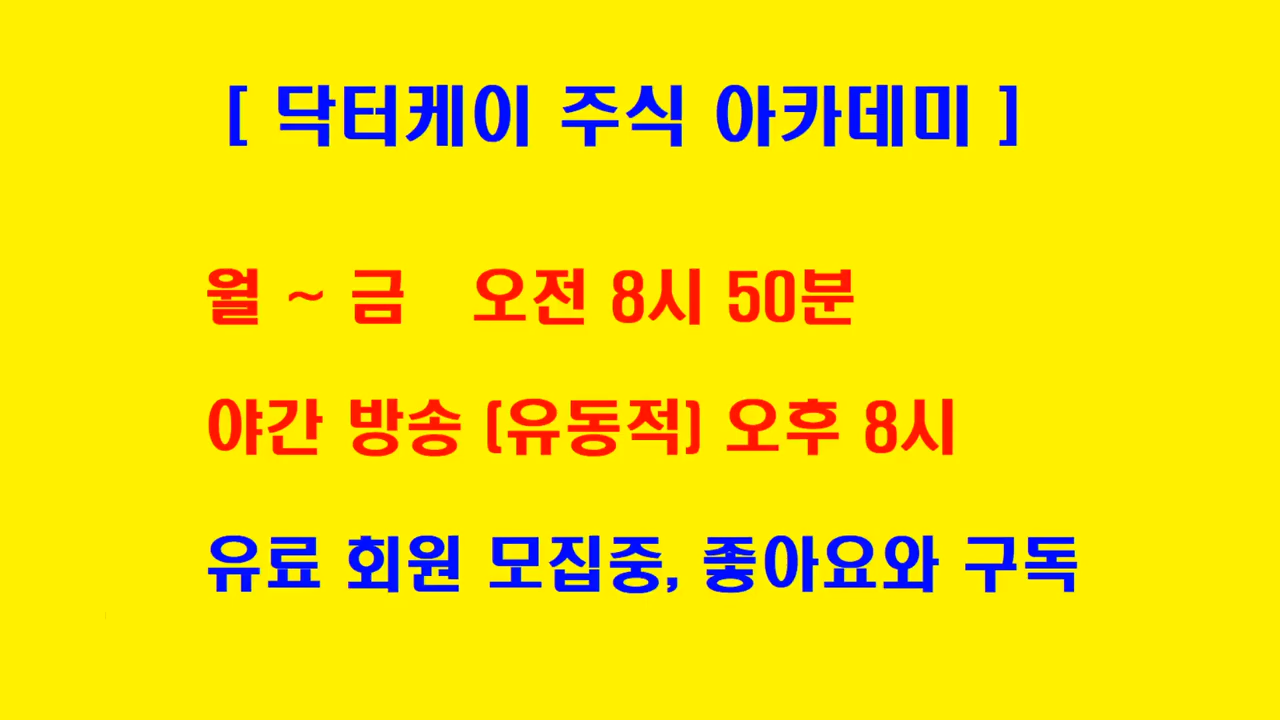 [ 닥터케이 주식 아카데미 ]
월 ~ 금 오전 8시 50분
야간 방송 (유동적) 오후 8시
유료 회원 모집중, 좋아요와 구독